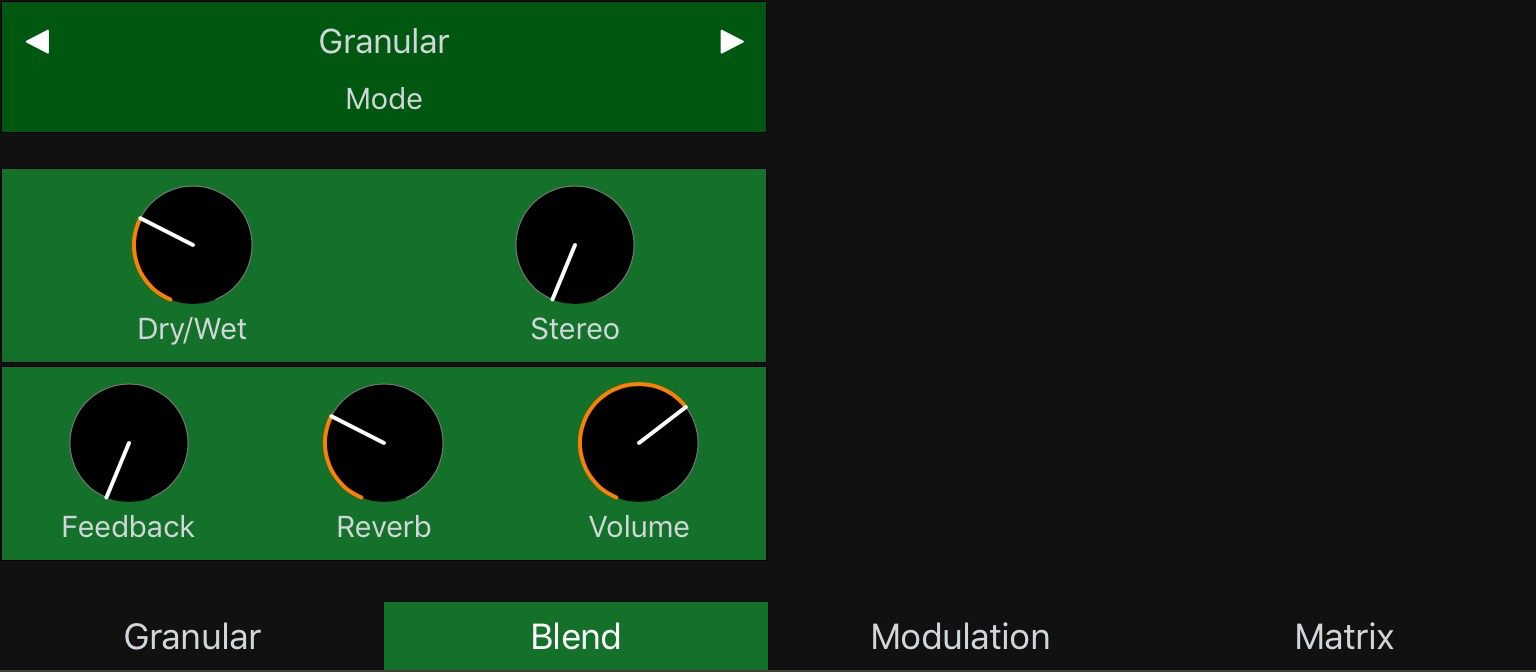 Granular
Mode
Dry/Wet
Stereo
Feedback
Reverb
Volume
Granular
Blend
Modulation
Matrix